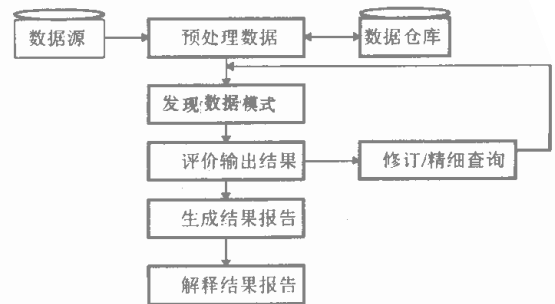 数据源
预处理数据
数据仓库
发现数据模式
评价输出结果
修订/精细查询
生成结果报告
解释结果报告